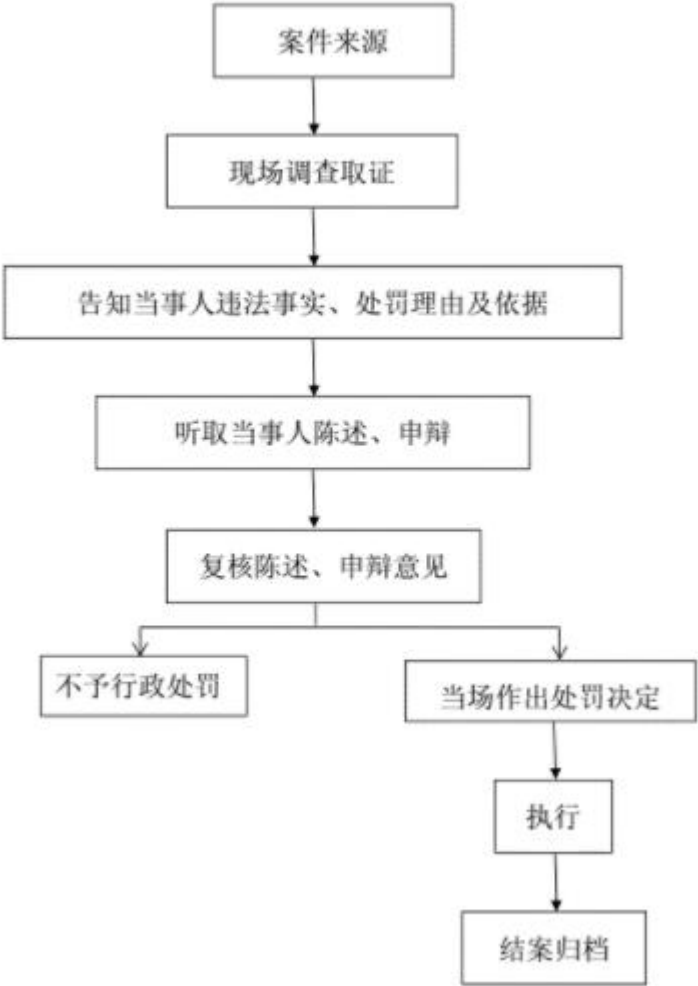 案件来源
现场调查取证
告知当事人违法事实、处罚理由及依据
听取当事人陈述、申辩
复核陈述、申辩意见
不予行政处罚
当场作出处罚决定
执行
结案归档